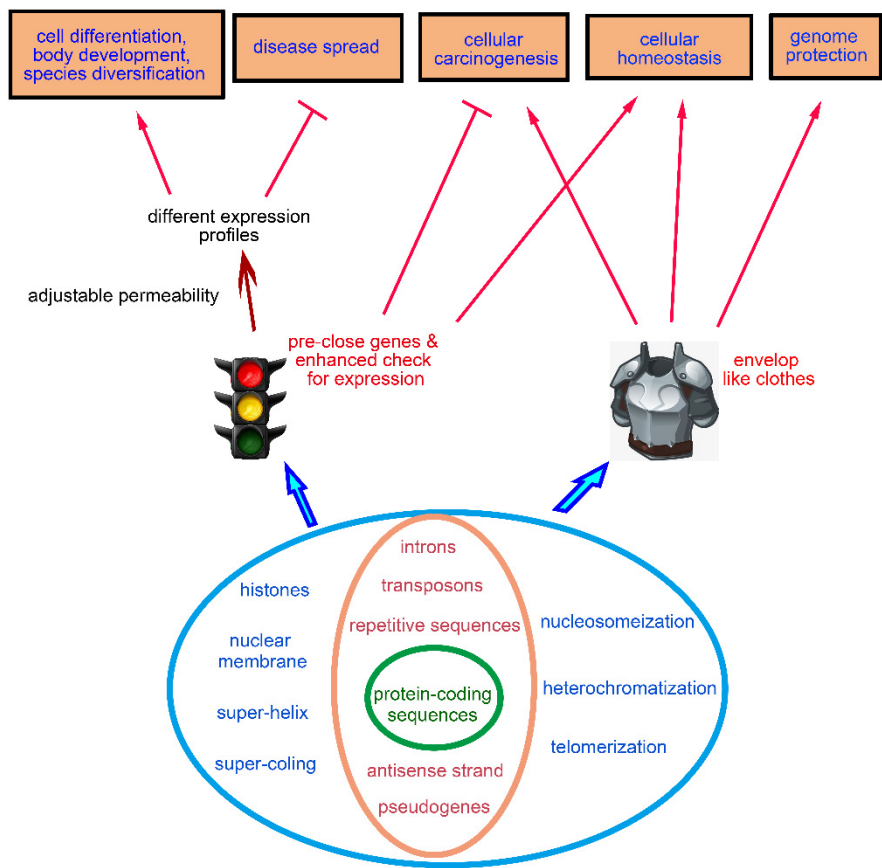 cell differentiation,
body development,
species diversification
disease spread
cellular
carcinogenesis
cellular
homeostasis
genome
protection
different expression
profiles
adjustable permeability
pre-close genes &
enhanced check
for expression
envelop
like clothes
introns
transposons
repetitive sequences
protein-coding
sequences
antisense strand
pseudogenes
histones
nuclear
membrane
super-helix
super-coling
nucleosomeization
heterochromatization
telomerization